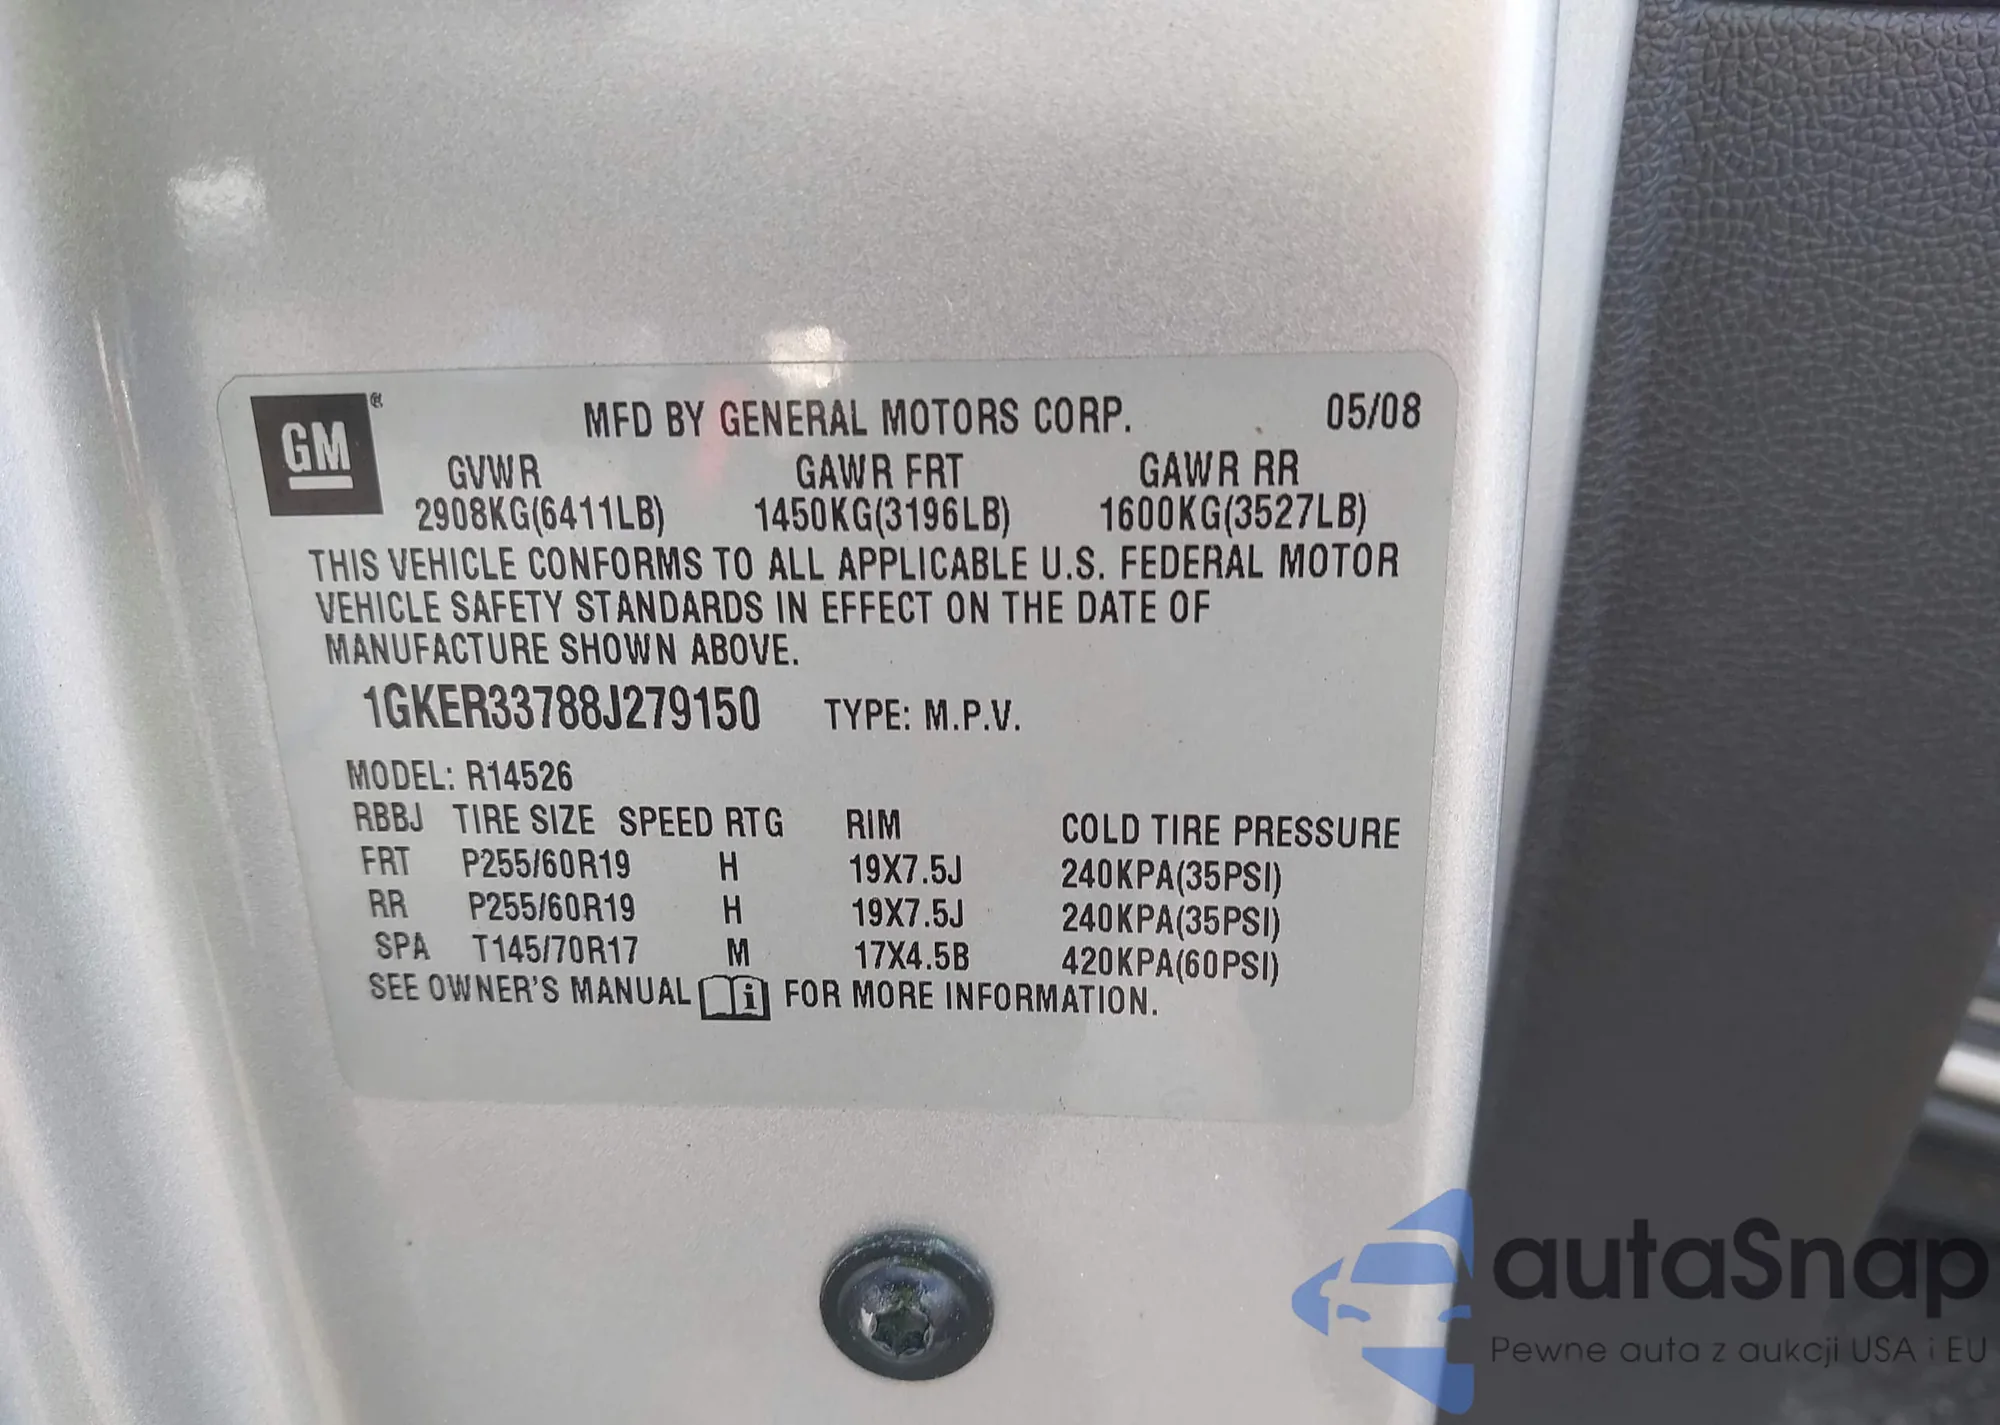 GM ®
MFD BY GENERAL MOTORS CORP. 05/08
GVWR GAWR FRT GAWR RR
2908KG(6411LB) 1450KG(3196LB) 1600KG(3527LB)
THIS VEHICLE CONFORMS TO ALL APPLICABLE U.S. FEDERAL MOTOR
VEHICLE SAFETY STANDARDS IN EFFECT ON THE DATE OF
MANUFACTURE SHOWN ABOVE.
1GKER33788J279150 TYPE: M.P.V.
MODEL: R14526
RBBJ TIRE SIZE SPEED RTG RIM COLD TIRE PRESSURE
FRT P255/60R19 H 19X7.5J 240KPA(35PSI)
RR P255/60R19 H 19X7.5J 240KPA(35PSI)
SPA T145/70R17 M 17X4.5B 420KPA(60PSI)
SEE OWNER'S MANUAL i FOR MORE INFORMATION.
autaSnap
Pewne auta z aukcji USA i EU